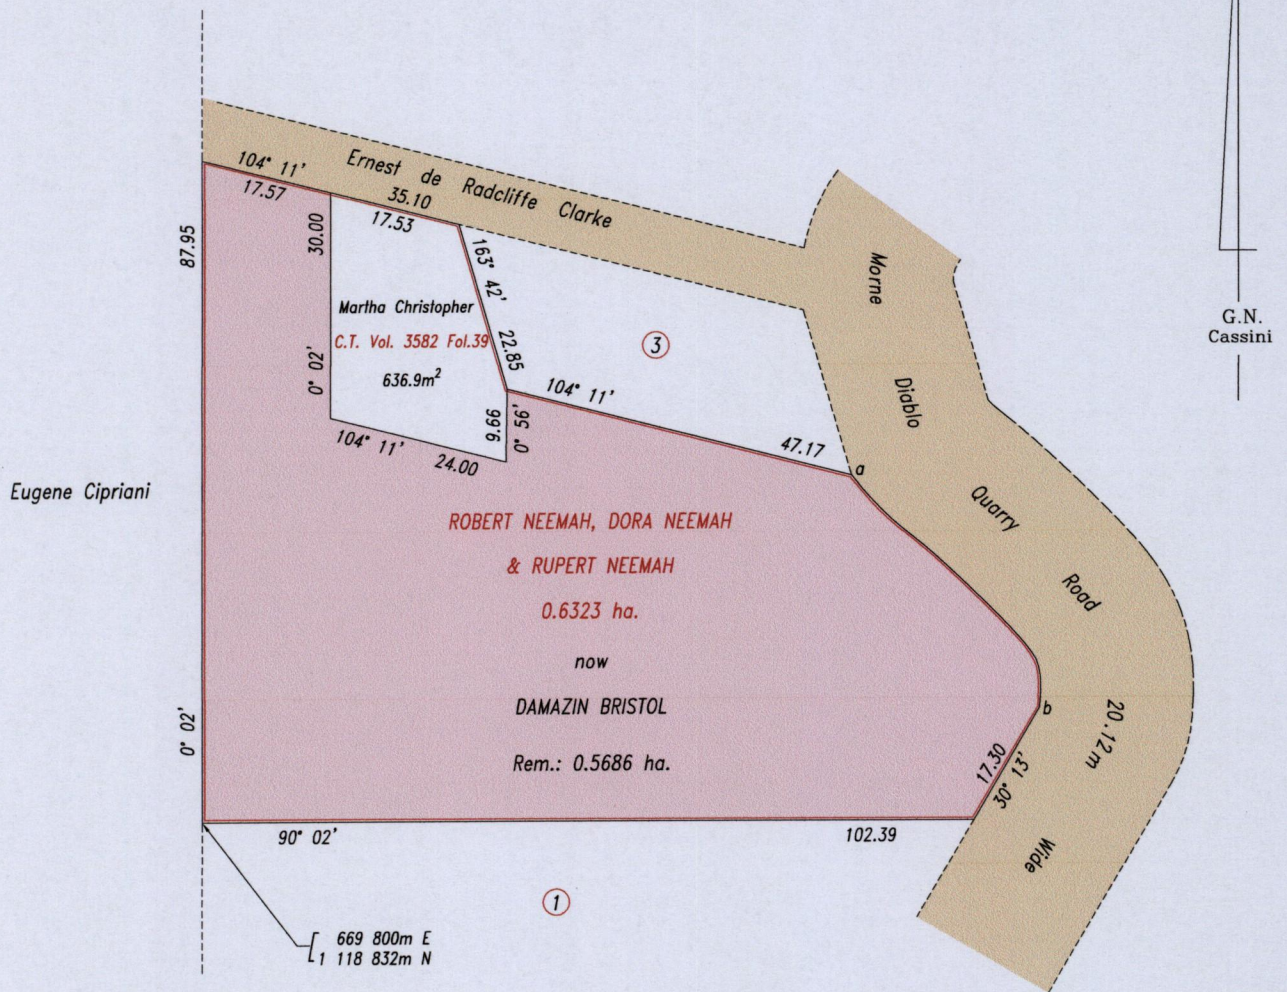 104° 11'
17.57
Ernest de Radcliffe Clarke
35.10
17.53
87.95
30.00
0° 02'
163° 42'
22.85
Martha Christopher
C.T. Vol. 3582 Fol.39
636.9m²
3
Morne
Diablo
Quarry
Road
20.12m
Wide
G.N.
Cassini
104° 11'
47.17
a
9.66
0° 56'
104° 11'
24.00
Eugene Cipriani
ROBERT NEEMAH, DORA NEEMAH
& RUPERT NEEMAH
0.6323 ha.
now
DAMAZIN BRISTOL
Rem.: 0.5686 ha.
0° 02'
b
17.30
30° 13'
90° 02'
102.39
1
669 800m E
1 118 832m N